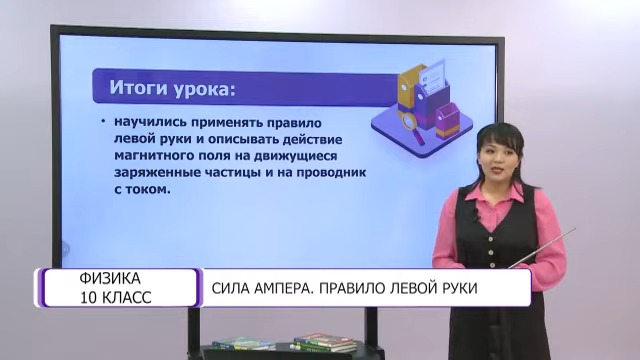 Итоги урока:
• научились применять правило
левой руки и описывать действие
магнитного поля на движущиеся
заряженные частицы и на проводник
с током.
ФИЗИКА
10 КЛАСС
СИЛА АМПЕРА. ПРАВИЛО ЛЕВОЙ РУКИ